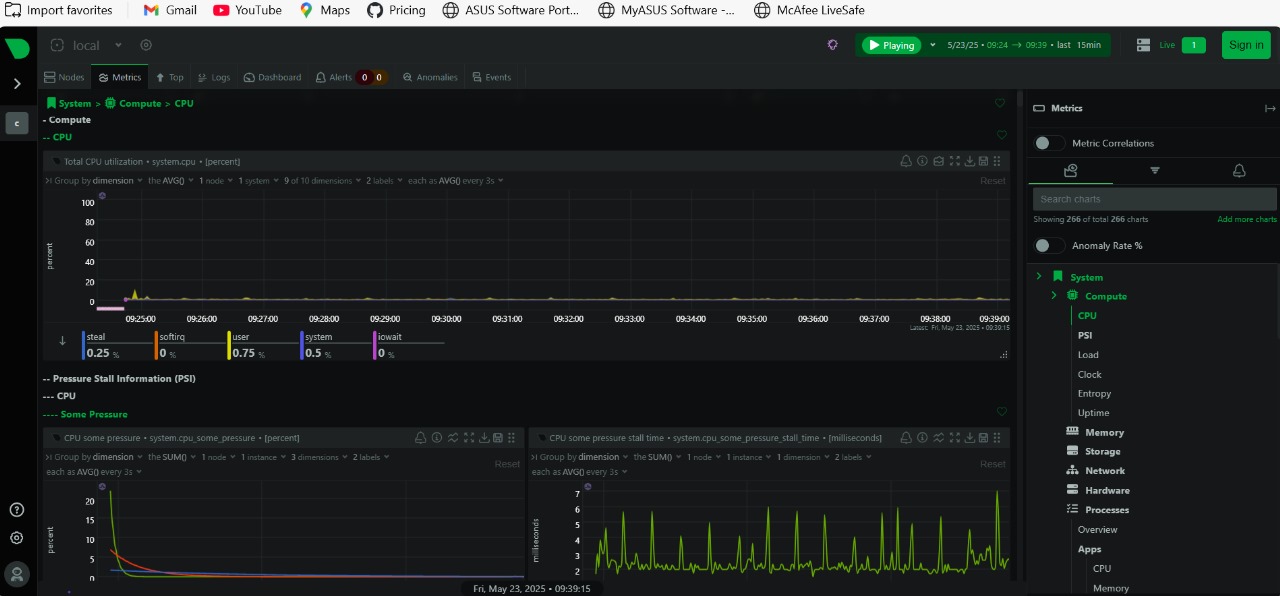 Import favorites Gmail YouTube Maps Pricing ASUS Software Port... MyASUS Software -... McAfee LiveSafe
local Playing 5/23/25 • 09:24 → 09:39 • last 15min Live 1 Sign in
Nodes Metrics Top Logs Dashboard Alerts 0 0 Anomalies Events
c
System > Compute > CPU
- Compute
-- CPU
Total CPU utilization • system.cpu • [percent]
Group by dimension the AVG() 1 node 1 system 9 of 10 dimensions 2 labels each as AVG() every 3s Reset
percent
100
80
60
40
20
0
09:25:00 09:26:00 09:27:00 09:28:00 09:29:00 09:30:00 09:31:00 09:32:00 09:33:00 09:34:00 09:35:00 09:36:00 09:37:00 09:38:00 09:39:00
Latest: Fri, May 23, 2025 • 09:39:15
steal softirq user system iowait
0.25 % 0 % 0.75 % 0.5 % 0 %
-- Pressure Stall Information (PSI)
--- CPU
---- Some Pressure
CPU some pressure • system.cpu_some_pressure • [percent]
Group by dimension the SUM() 1 node 1 instance 3 dimensions 2 labels
each as AVG() every 3s Reset
percent
20
15
10
5
0
CPU some pressure stall time • system.cpu_some_pressure_stall_time • [milliseconds]
Group by dimension the SUM() 1 node 1 instance 1 dimension 2 labels
each as AVG() every 3s Reset
milliseconds
7
6
5
4
3
2
Fri, May 23, 2025 • 09:39:15
Metrics
Metric Correlations
Search charts
Showing 266 of total 266 charts Add more charts
Anomaly Rate %
System
Compute
CPU
PSI
Load
Clock
Entropy
Uptime
Memory
Storage
Network
Hardware
Processes
Overview
Apps
CPU
Memory